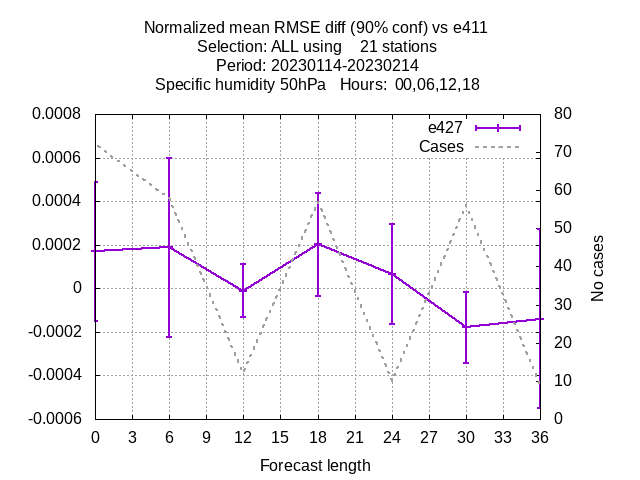 Normalized mean RMSE diff (90% conf) vs e411
Selection: ALL using    21 stations
Period: 20230114-20230214
Specific humidity 50hPa   Hours:  00,06,12,18
0.0008
0.0006
0.0004
0.0002
0
-0.0002
-0.0004
-0.0006
e427
Cases
80
70
60
50
40
30
20
10
0
No cases
0 3 6 9 12 15 18 21 24 27 30 33 36
Forecast length